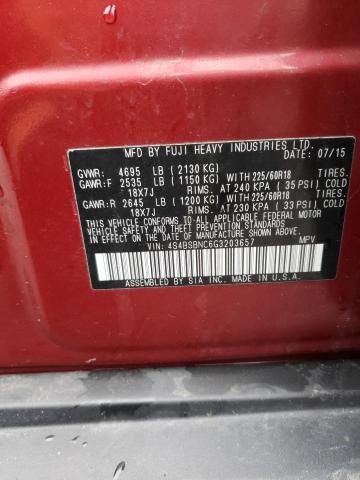 MFD BY FUJI HEAVY INDUSTRIES LTD.
DATE: 07/15
GVWR: 4695 LB (2130 KG)
GAWR:F 2535 LB (1150 KG) WITH 225/60R18 TIRES.
18X7J RIMS. AT 240 KPA (35 PSI) COLD
GAWR:R 2645 LB (1200 KG) WITH 225/60R18 TIRES.
18X7J RIMS. AT 230 KPA (33 PSI) COLD
THIS VEHICLE CONFORMS TO ALL APPLICABLE FEDERAL MOTOR
VEHICLE SAFETY STANDARDS IN EFFECT ON THE DATE OF
MANUFACTURE SHOWN ABOVE.
VIN: 4S4BSBNC6G3203657 MPV
ASSEMBLED BY SIA INC. IN U.S.A.